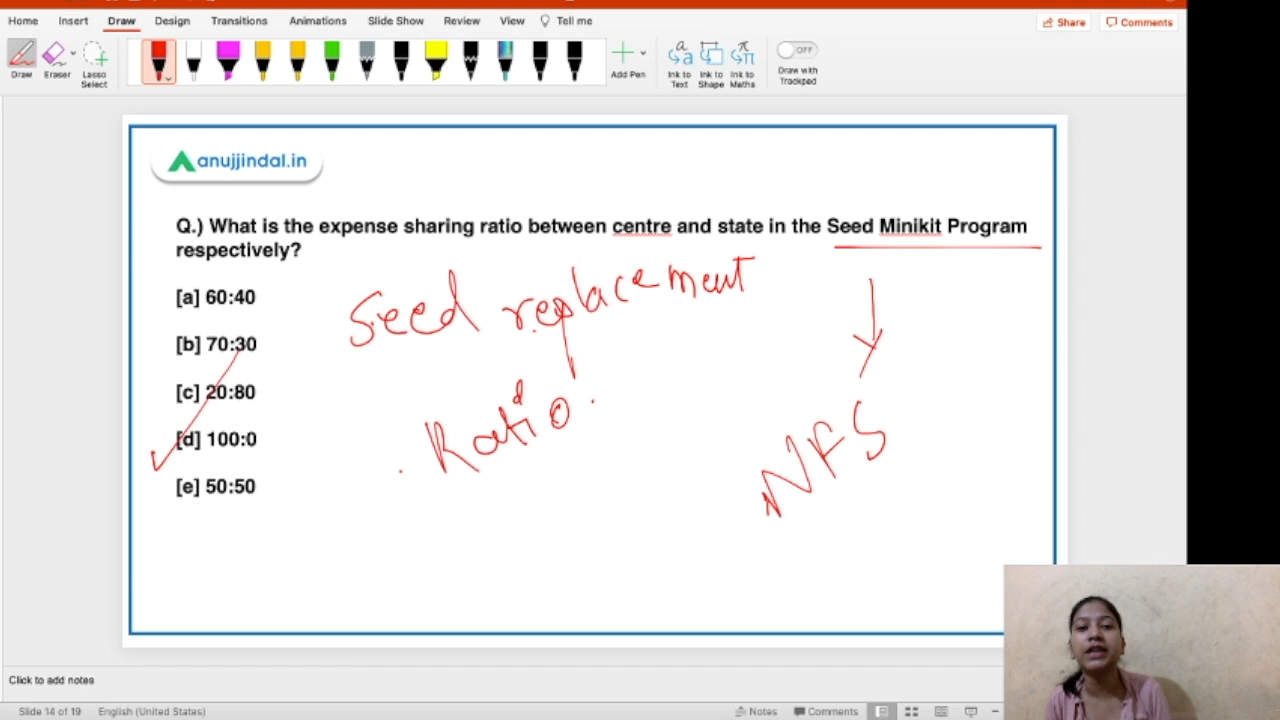 Home Insert Draw Design Transitions Animations Slide Show Review View Tell me
Share Comments
Draw Eraser Lasso Select Add Pen Ink to Text Ink to Shape Ink to Maths Draw with Trackpad
OFF
anujjindal.in
Q.) What is the expense sharing ratio between centre and state in the Seed Minikit Program
respectively?
[a] 60:40
[b] 70:30
[c] 20:80
[d] 100:0
[e] 50:50
Seed replacement
Ratio
NFS
Click to add notes
Slide 14 of 19 English (United States) Notes Comments